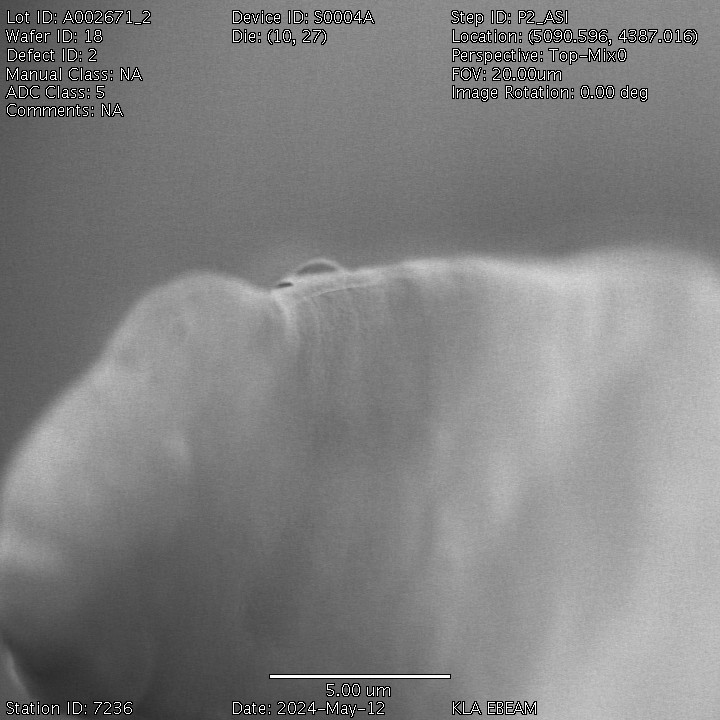 Lot ID: A002671_2
Wafer ID: 18
Defect ID: 2
Manual Class: NA
ADC Class: 5
Comments: NA
Device ID: S0004A
Die: (10, 27)
Step ID: P2_ASI
Location: (5090.596, 4387.016)
Perspective: Top-Mix0
FOV: 20.00um
Image Rotation: 0.00 deg
5.00 um
Station ID: 7236
Date: 2024-May-12
KLA EBEAM